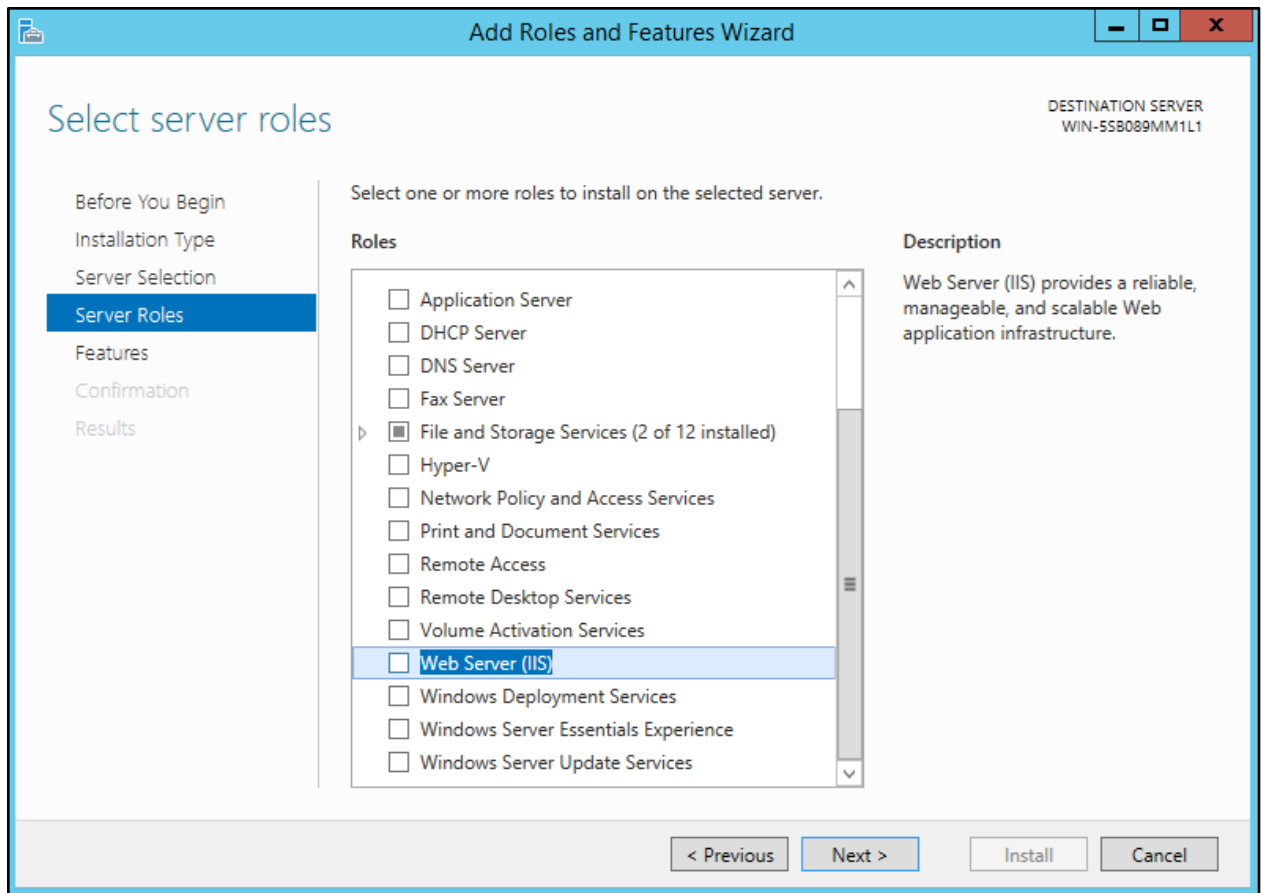 Add Roles and Features Wizard
Select server roles
DESTINATION SERVER
WIN-5SB089MM1L1
Before You Begin
Installation Type
Server Selection
Server Roles
Features
Confirmation
Results
Select one or more roles to install on the selected server.
Roles
Application Server
DHCP Server
DNS Server
Fax Server
File and Storage Services (2 of 12 installed)
Hyper-V
Network Policy and Access Services
Print and Document Services
Remote Access
Remote Desktop Services
Volume Activation Services
Web Server (IIS)
Windows Deployment Services
Windows Server Essentials Experience
Windows Server Update Services
Description
Web Server (IIS) provides a reliable,
manageable, and scalable Web
application infrastructure.
< Previous
Next >
Install
Cancel